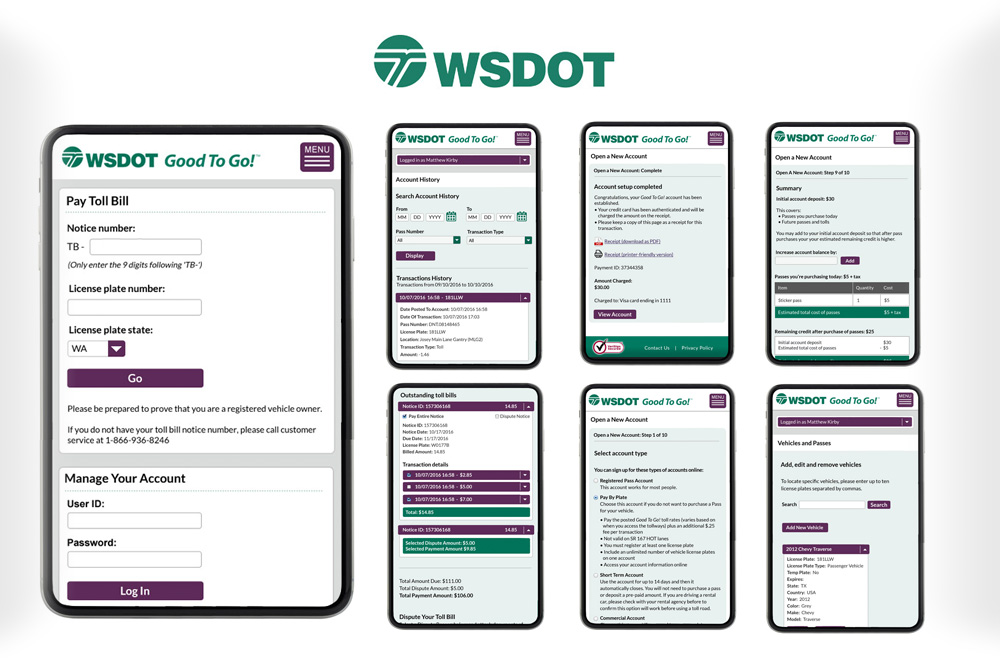 WSDOT
WSDOT Good To Go!™
MENU
Pay Toll Bill
Notice number:
TB -
(Only enter the 9 digits following 'TB-')
License plate number:
License plate state:
WA
Go
Please be prepared to prove that you are a registered vehicle owner.
If you do not have your toll bill notice number, please call customer
service at 1-866-936-8246
Manage Your Account
User ID:
Password:
Log In
WSDOT Good To Go!™
MENU
Logged in as Matthew Kirby
Account History
Search Account History
From To
MM DD YYYY MM DD YYYY
Pass Number Transaction Type
All All
Display
Transactions History
Transactions from 09/10/2016 to 10/10/2016
10/07/2016 16:58 - 181LLW
Date Posted To Account: 10/07/2016 16:58
Date Of Transaction: 10/07/2016 17:03
Pass Number: DNT.08148465
License Plate: 181LLW
Location: Josey Main Lane Gantry (MLG2)
Transaction Type: Toll
Amount: -1.46
WSDOT Good To Go!™
MENU
Open a New Account
Open a New Account: Complete
Account setup completed
Congratulations, your Good To Go! account has been
established.
• Your credit card has been authenticated and will be
charged the amount on the receipt.
• Please keep a copy of this page as a receipt for this
transaction.
Receipt (download as PDF)
Receipt (printer friendly version)
Payment ID: 37344358
Amount Charged:
$30.00
Charged to: Visa card ending in 1111
View Account
Contact Us | Privacy Policy
WSDOT Good To Go!™
MENU
Open a New Account
Open A New Account: Step 9 of 10
Summary
Initial account deposit: $30
This covers:
• Passes you purchase today
• Future passes and tolls
You may add to your initial account deposit so that after pass
purchases your estimated remaining credit is higher.
Increase account balance by:
Add
Passes you're purchasing today: $5 + tax
Item Quantity Cost
Sticker pass 1 $5
Estimated total cost of passes $5 + tax
Remaining credit after purchase of passes: $25
Initial account deposit $30
Estimated total cost of passes - $5
Outstanding toll bills
Notice ID: 157306168 14.85
Pay Entire Notice Dispute Notice
Notice ID: 157306168
Notice Date: 10/17/2016
Due Date: 11/17/2016
License Plate: W0177B
Billed Amount: 14.85
Transaction details
10/07/2016 16:58 - $2.85
10/07/2016 16:58 - $5.00
10/07/2016 16:58 - $7.00
Total: $14.85
Notice ID: 157306168 14.85
Selected Dispute Amount: $5.00
Selected Payment Amount $9.85
Total Amount Due: $111.00
Total Dispute Amount: $5.00
Total Payment Amount: $106.00
Dispute Your Toll Bill
WSDOT Good To Go!™
MENU
Open a New Account
Open a New Account: Step 1 of 10
Select account type
You can sign up for these types of accounts online:
Registered Pass Account
This account works for most people.
Pay By Plate
Choose this account if you do not want to purchase a Pass
for your vehicle.
• Pay the posted Good To Go! toll rates (varies based on
when you access the tollways) plus an additional $.25
fee per transaction
• Not valid on SR 167 HOT lanes
• You must register at least one license plate
• Include an unlimited number of vehicle license plates
on one account
• Access your account information online
Short Term Account
Use the account for up to 14 days and then it
automatically closes. You will not need to purchase a pass
or deposit a pre-paid amount. If you are driving a rental
car, please check with your rental agency before to
confirm this option will work before using a toll road.
Commercial Account
WSDOT Good To Go!™
MENU
Logged in as Matthew Kirby
Vehicles and Passes
Add, edit and remove vehicles
To locate specific vehicles, please enter up to ten
license plates separated by commas.
Search
Search
Add New Vehicle
2012 Chevy Traverse
License Plate: 181LLW
License Plate Type: Passenger Vehicle
Temp Plate: No
Expires:
State: TX
Country: USA
Year: 2012
Color: Grey
Make: Chevy
Model: Traverse